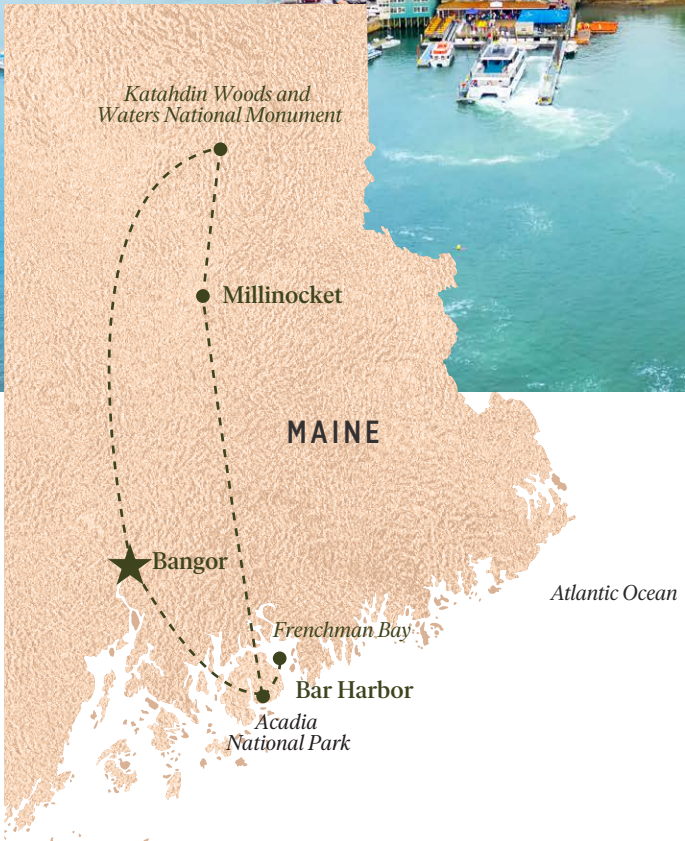 Katahdin Woods and
Waters National Monument
Millinocket
MAINE
Bangor
Atlantic Ocean
Frenchman Bay
Bar Harbor
Acadia
National Park